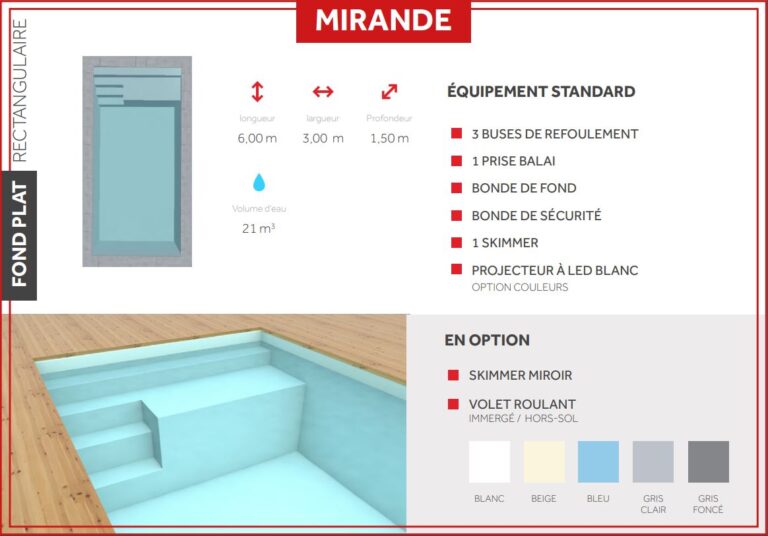 MIRANDE
RECTANGULAIRE
FOND PLAT
longueur
6,00 m
largueur
3,00 m
Profondeur
1,50 m
Volume d'eau
21 m³
ÉQUIPEMENT STANDARD
3 BUSES DE REFOULEMENT
1 PRISE BALAI
BONDE DE FOND
BONDE DE SÉCURITÉ
1 SKIMMER
PROJECTEUR À LED BLANC
OPTION COULEURS
EN OPTION
SKIMMER MIROIR
VOLET ROULANT
IMMERGÉ / HORS-SOL
BLANC
BEIGE
BLEU
GRIS
CLAIR
GRIS
FONCÉ